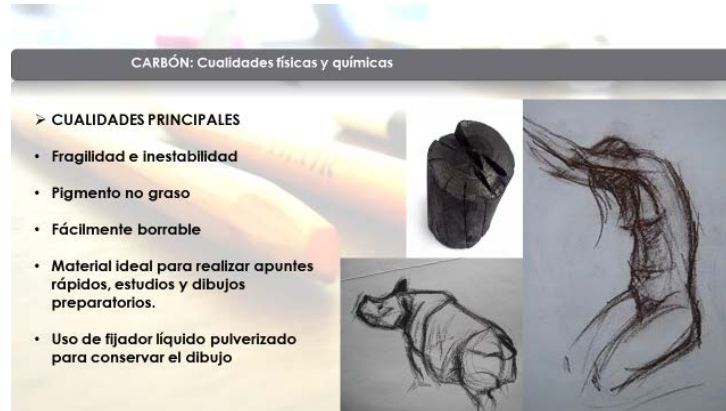 CARBÓN: Cualidades físicas y químicas
➢ CUALIDADES PRINCIPALES
• Fragilidad e inestabilidad
• Pigmento no graso
• Fácilmente borrable
• Material ideal para realizar apuntes
rápidos, estudios y dibujos
preparatorios.
• Uso de fijador líquido pulverizado
para conservar el dibujo